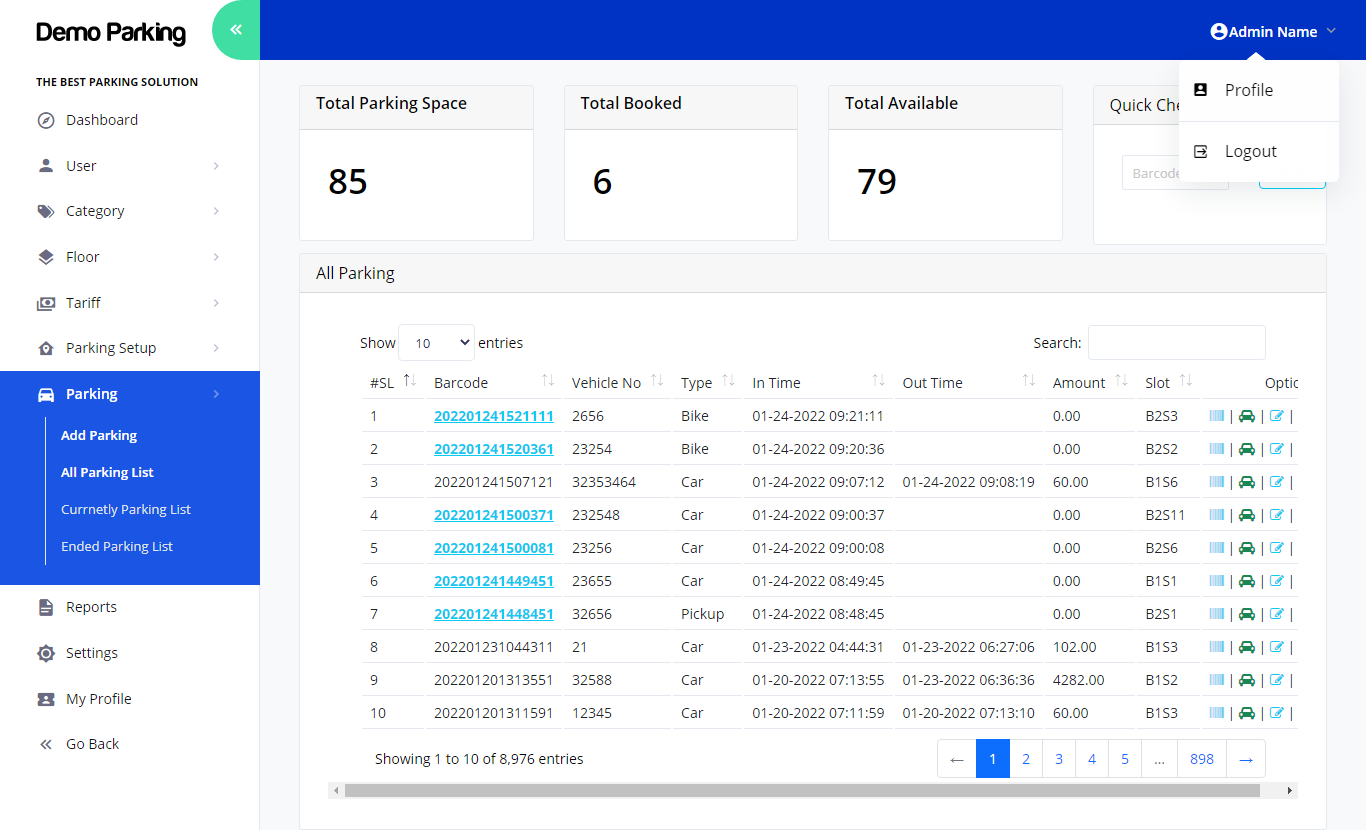 Demo Parking
«
Admin Name
THE BEST PARKING SOLUTION
Dashboard
User
Category
Floor
Tariff
Parking Setup
Parking
Add Parking
All Parking List
Currnetly Parking List
Ended Parking List
Reports
Settings
My Profile
Go Back
Profile
Logout
Total Parking Space
85
Total Booked
6
Total Available
79
Quick Che
Barcode
All Parking
Show 10 entries
Search:
#SL Barcode Vehicle No Type In Time Out Time Amount Slot Optio
1 202201241521111 2656 Bike 01-24-2022 09:21:11 0.00 B2S3 | | |
2 202201241520361 23254 Bike 01-24-2022 09:20:36 0.00 B2S2 | | |
3 202201241507121 32353464 Car 01-24-2022 09:07:12 01-24-2022 09:08:19 60.00 B1S6 | | |
4 202201241500371 232548 Car 01-24-2022 09:00:37 0.00 B2S11 | | |
5 202201241500081 23256 Car 01-24-2022 09:00:08 0.00 B2S6 | | |
6 202201241449451 23655 Car 01-24-2022 08:49:45 0.00 B1S1 | | |
7 202201241448451 32656 Pickup 01-24-2022 08:48:45 0.00 B2S1 | | |
8 202201231044311 21 Car 01-23-2022 04:44:31 01-23-2022 06:27:06 102.00 B1S3 | | |
9 202201201313551 32588 Car 01-20-2022 07:13:55 01-23-2022 06:36:36 4282.00 B1S2 | | |
10 202201201311591 12345 Car 01-20-2022 07:11:59 01-20-2022 07:13:10 60.00 B1S3 | | |
Showing 1 to 10 of 8,976 entries
← 1 2 3 4 5 ... 898 →